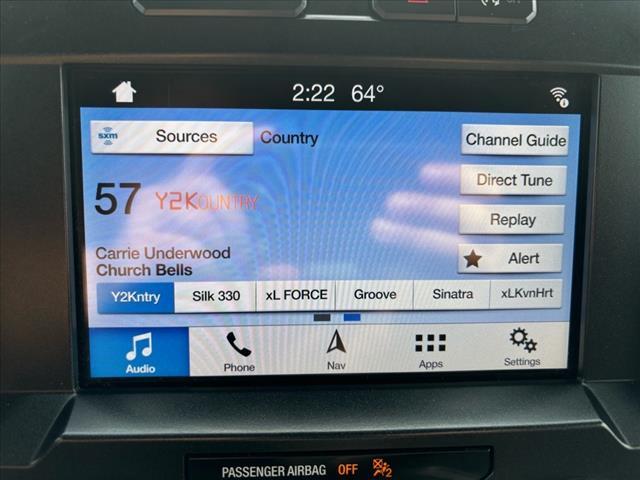 2:22 64°
sxm Sources Country Channel Guide
57 Y2KOUNTRY Direct Tune
Replay
Carrie Underwood
Church Bells Alert
Y2Kntry Silk 330 xL FORCE Groove Sinatra xLKvnHrt
Audio Phone Nav Apps Settings
PASSENGER AIRBAG OFF 2